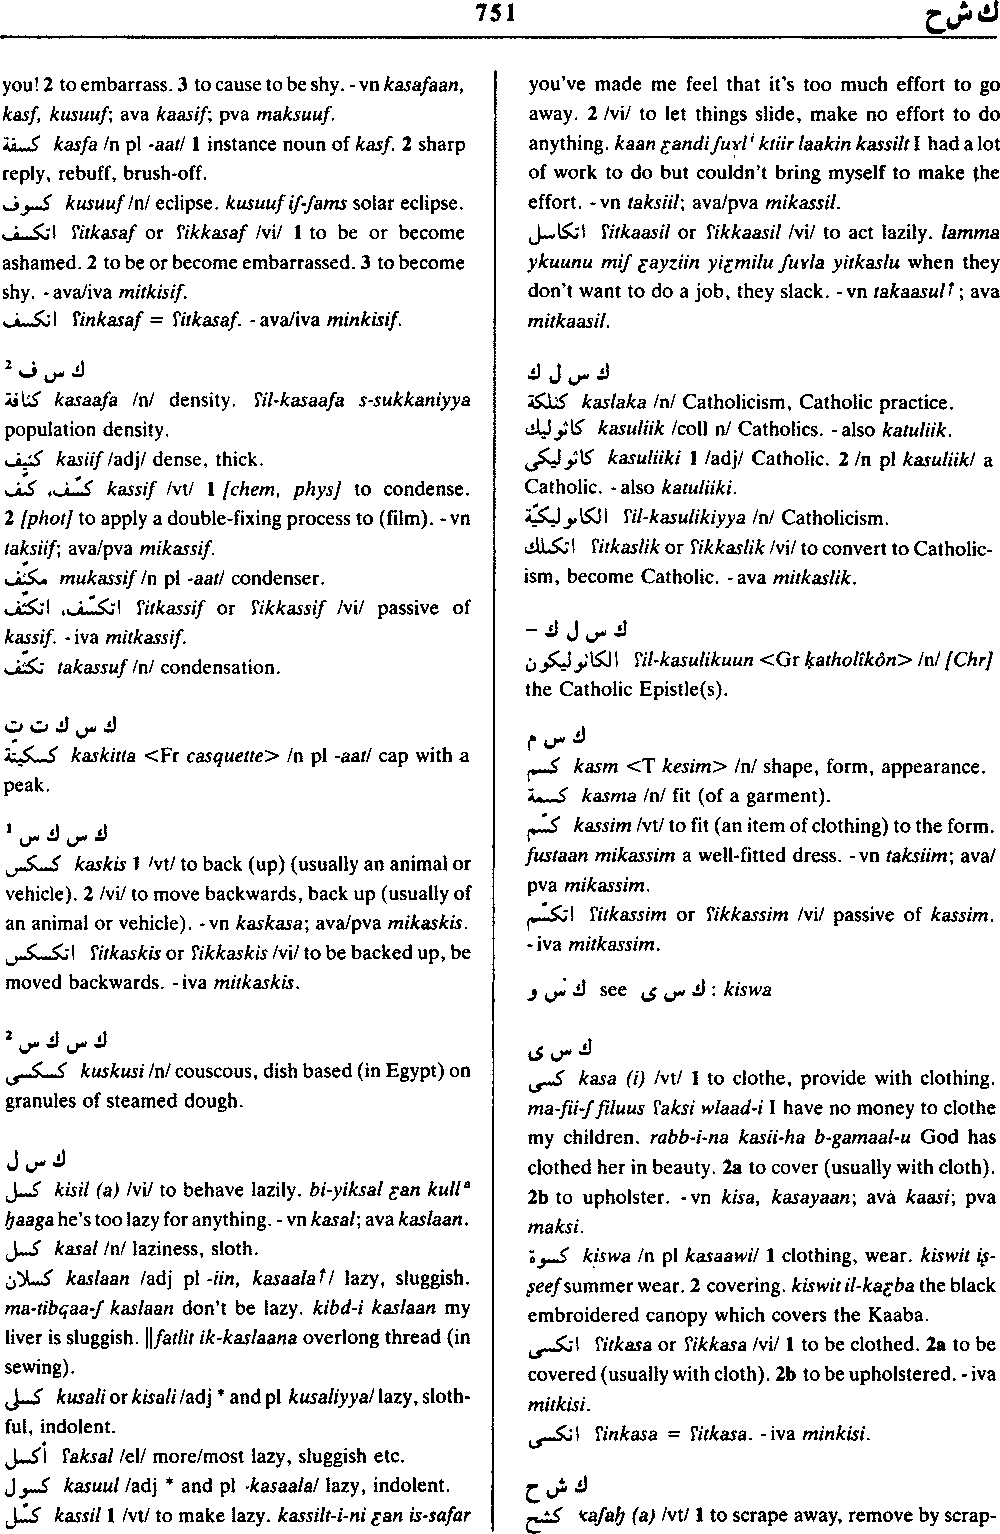 751
ك ش ح
you! 2 to embarrass. 3 to cause to be shy. - vn kasafaan,
kasf, kusuuf; ava kaasif; pva maksuuf.
كسفة kasfa /n pl -aat/ 1 instance noun of kasf. 2 sharp
reply, rebuff, brush-off.
كسوف kusuuf /n/ eclipse. kusuuf iʃ-ʃams solar eclipse.
اتكسف ʕitkasaf or ʕikkasaf /vi/ 1 to be or become
ashamed. 2 to be or become embarrassed. 3 to become
shy. - ava/iva mitkisif.
انكسف ʕinkasaf = ʕitkasaf. - ava/iva minkisif.
ك س ف 2
كثافة kasaafa /n/ density. ʕil-kasaafa s-sukkaniyya
population density.
كثيف kasiif /adj/ dense, thick.
كسّف، كثّف kassif /vt/ 1 [chem, phys] to condense.
2 [phot] to apply a double-fixing process to (film). - vn
taksiif; ava/pva mikassif.
مكثّف mukassif /n pl -aat/ condenser.
اتكسّف، اتكثّف ʕitkassif or ʕikkassif /vi/ passive of
kassif. - iva mitkassif.
تكثّف takassuf /n/ condensation.
ك س ك ت ت
كسكتّة kaskitta <Fr casquette> /n pl -aat/ cap with a
peak.
ك س ك س 1
كسكس kaskis 1 /vt/ to back (up) (usually an animal or
vehicle). 2 /vi/ to move backwards, back up (usually of
an animal or vehicle). - vn kaskasa; ava/pva mikaskis.
اتكسكس ʕitkaskis or ʕikkaskis /vi/ to be backed up, be
moved backwards. - iva mitkaskis.
ك س ك س 2
كسكسى kuskusi /n/ couscous, dish based (in Egypt) on
granules of steamed dough.
ك س ل
كسل kisil (a) /vi/ to behave lazily. bi-yiksal ƹan kullᵃ
ḥaaga he's too lazy for anything. - vn kasal; ava kaslaan.
كسل kasal /n/ laziness, sloth.
كسلان kaslaan /adj pl -iin, kasaala↑/ lazy, sluggish.
ma-tibqaa-ʃ kaslaan don't be lazy. kibd-i kaslaan my
liver is sluggish. ‖fatlit ik-kaslaana overlong thread (in
sewing).
كسل kusali or kisali /adj * and pl kusaliyya/ lazy, sloth-
ful, indolent.
أكسل ʕaksal /el/ more/most lazy, sluggish etc.
كسول kasuul /adj * and pl -kasaala/ lazy, indolent.
كسّل kassil 1 /vt/ to make lazy. kassilt-i-ni ƹan is-safar
you've made me feel that it's too much effort to go
away. 2 /vi/ to let things slide, make no effort to do
anything. kaan ƹandi ʃuɣlⁱ ktiir laakin kassilt I had a lot
of work to do but couldn't bring myself to make the
effort. - vn taksiil; ava/pva mikassil.
اتكاسل ʕitkaasil or ʕikkaasil /vi/ to act lazily. lamma
ykuunu miʃ ƹayziin yiƹmilu ʃuɣla yitkaslu when they
don't want to do a job, they slack. - vn takaasul↑; ava
mitkaasil.
ك س ل ك
كثلكة kaslaka /n/ Catholicism, Catholic practice.
كاثوليك kasuliik /coll n/ Catholics. - also katuliik.
كاثوليكى kasuliiki 1 /adj/ Catholic. 2 /n pl kasuliik/ a
Catholic. - also katuliiki.
الكاثوليكيّة ʕil-kasulikiyya /n/ Catholicism.
اتكثلك ʕitkaslik or ʕikkaslik /vi/ to convert to Catholic-
ism, become Catholic. - ava mitkaslik.
ك س ل ك –
الكاثوليكون ʕil-kasulikuun <Gr katholîkôn> /n/ [Chr]
the Catholic Epistle(s).
ك س م
كسم kasm <T kesim> /n/ shape, form, appearance.
كسمة kasma /n/ fit (of a garment).
كسّم kassim /vt/ to fit (an item of clothing) to the form.
fustaan mikassim a well-fitted dress. - vn taksiim; ava/
pva mikassim.
اتكسّم ʕitkassim or ʕikkassim /vi/ passive of kassim.
- iva mitkassim.
ك س و see ك س ى : kiswa
ك س ى
كسى kasa (i) /vt/ 1 to clothe, provide with clothing.
ma-fii-ʃ filuus ʕaksi wlaad-i I have no money to clothe
my children. rabb-i-na kasii-ha b-gamaal-u God has
clothed her in beauty. 2a to cover (usually with cloth).
2b to upholster. - vn kisa, kasayaan; ava kaasi; pva
maksi.
كسوة kiswa /n pl kasaawi/ 1 clothing, wear. kiswit iṣ-
ṣeef summer wear. 2 covering. kiswit il-kaƹba the black
embroidered canopy which covers the Kaaba.
اتكسى ʕitkasa or ʕikkasa /vi/ 1 to be clothed. 2a to be
covered (usually with cloth). 2b to be upholstered. - iva
mitkisi.
انكسى ʕinkasa = ʕitkasa. - iva minkisi.
ك ش ح
كشح kaʃaḥ (a) /vt/ 1 to scrape away, remove by scrap-